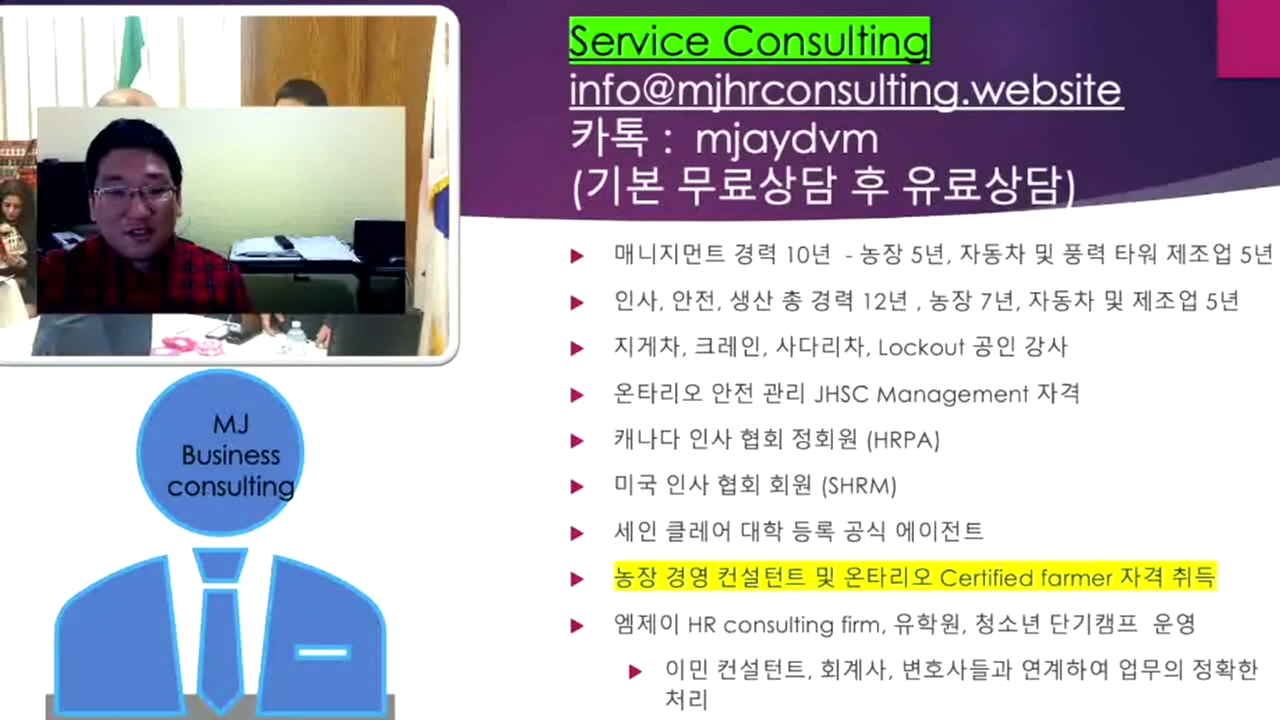 Service Consulting
info@mjhrconsulting.website
카톡 : mjaydvm
(기본 무료상담 후 유료상담)
매니지먼트 경력 10년 - 농장 5년, 자동차 및 풍력 타워 제조업 5년
인사, 안전, 생산 총 경력 12년 , 농장 7년, 자동차 및 제조업 5년
지게차, 크레인, 사다리차, Lockout 공인 강사
온타리오 안전 관리 JHSC Management 자격
캐나다 인사 협회 정회원 (HRPA)
미국 인사 협회 회원 (SHRM)
세인 클레어 대학 등록 공식 에이전트
농장 경영 컨설턴트 및 온타리오 Certified farmer 자격 취득
엠제이 HR consulting firm, 유학원, 청소년 단기캠프 운영
이민 컨설턴트, 회계사, 변호사들과 연계하여 업무의 정확한
처리
MJ
Business
consulting